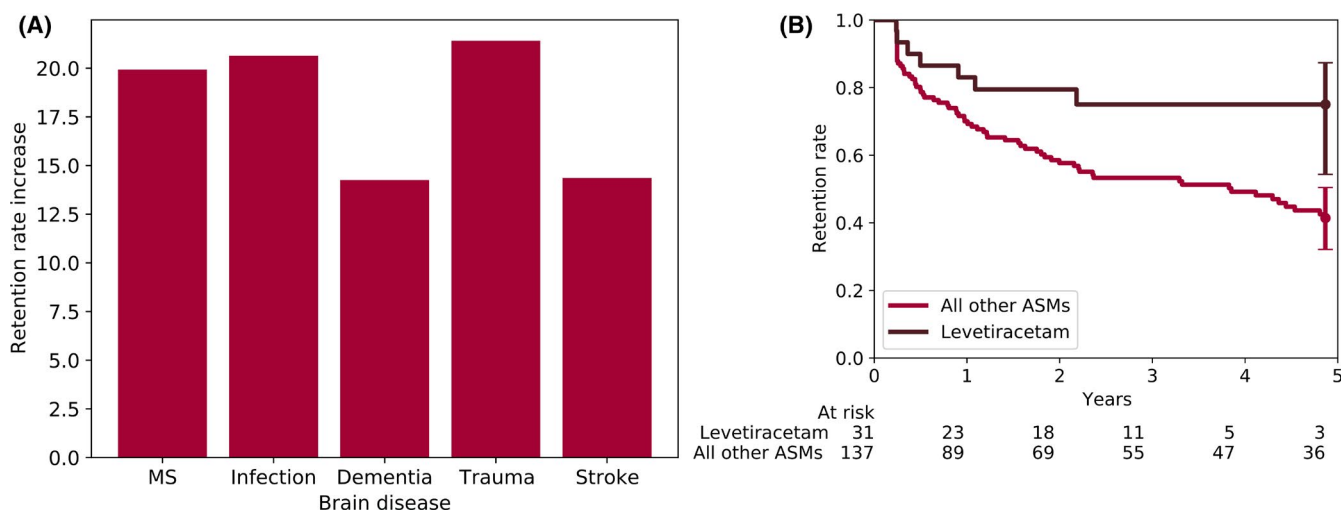 (A)
Retention rate increase
20.0
17.5
15.0
12.5
10.0
7.5
5.0
2.5
0.0
MS Infection Dementia Trauma Stroke
Brain disease
(B)
Retention rate
1.0
0.8
0.6
0.4
0.2
0.0
All other ASMs
Levetiracetam
0 1 2 3 4 5
Years
At risk
Levetiracetam 31 23 18 11 5 3
All other ASMs 137 89 69 55 47 36